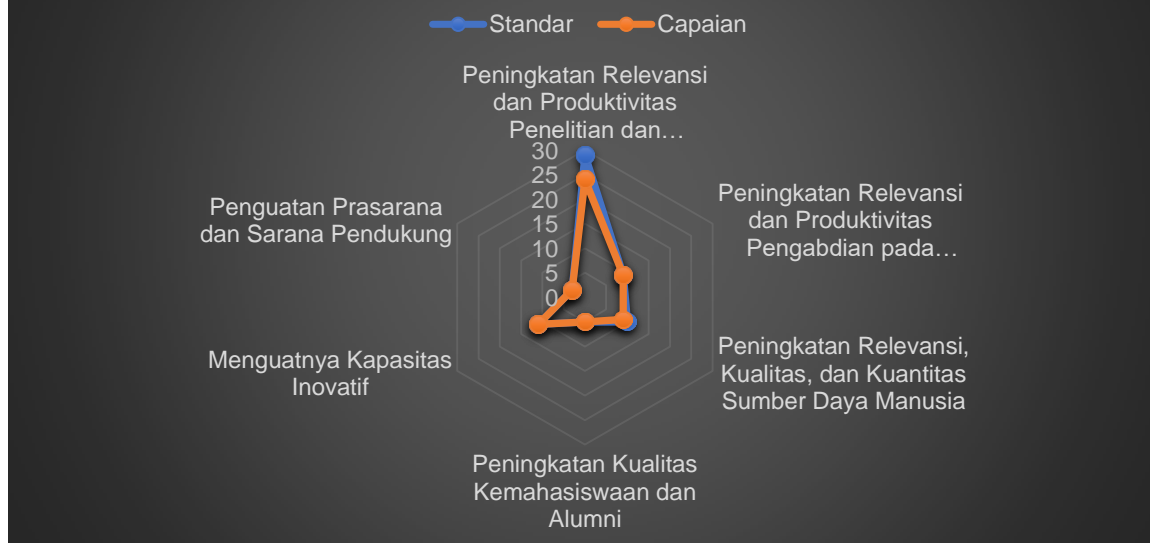 Standar Capaian
Peningkatan Relevansi
dan Produktivitas
Penelitian dan…
30
25
20
15
10
5
0
Peningkatan Relevansi
dan Produktivitas
Pengabdian pada…
Peningkatan Relevansi,
Kualitas, dan Kuantitas
Sumber Daya Manusia
Peningkatan Kualitas
Kemahasiswaan dan
Alumni
Menguatnya Kapasitas
Inovatif
Penguatan Prasarana
dan Sarana Pendukung